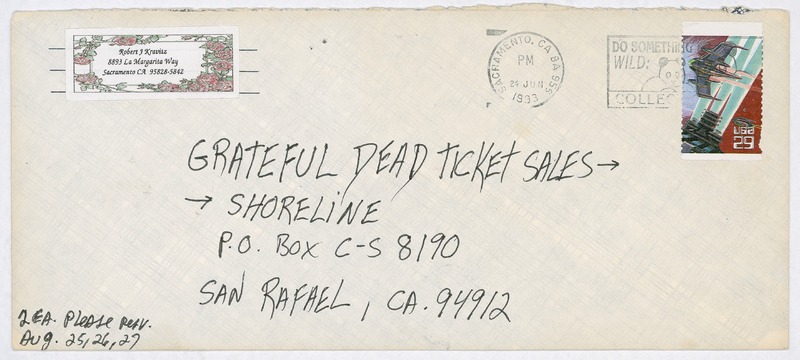 Robert J Kravitz
8893 La Margarita Way
Sacramento CA 95828-5842
SACRAMENTO, CA 956
PM
24 JUN
1993
DO SOMETHING
WILD:
COLLEC
USA
29
GRATEFUL DEAD TICKET SALES→
→ SHORELINE
P.O. BOX C-S 8190
SAN RAFAEL, CA. 94912
2 EA. Please
Aug. 25, 26, 27